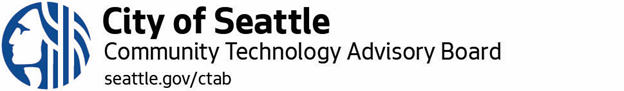 City of Seattle
Community Technology Advisory Board
seattle.gov/ctab